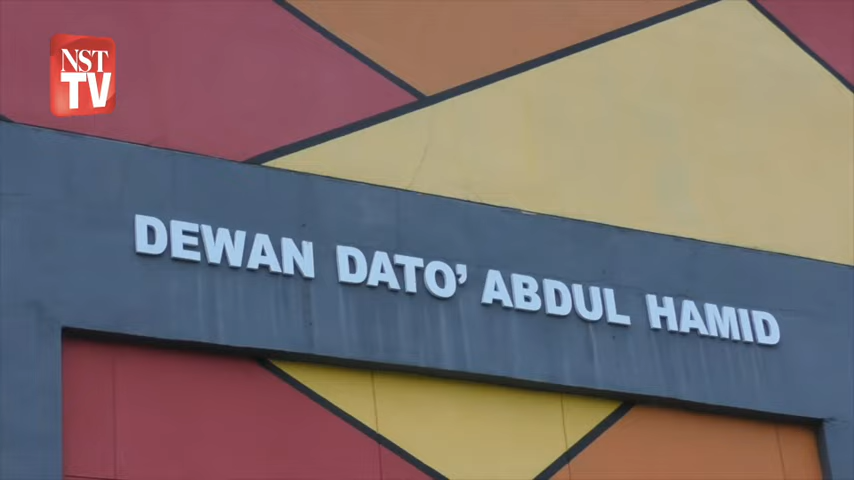 NST
TV
DEWAN DATO’ ABDUL HAMID